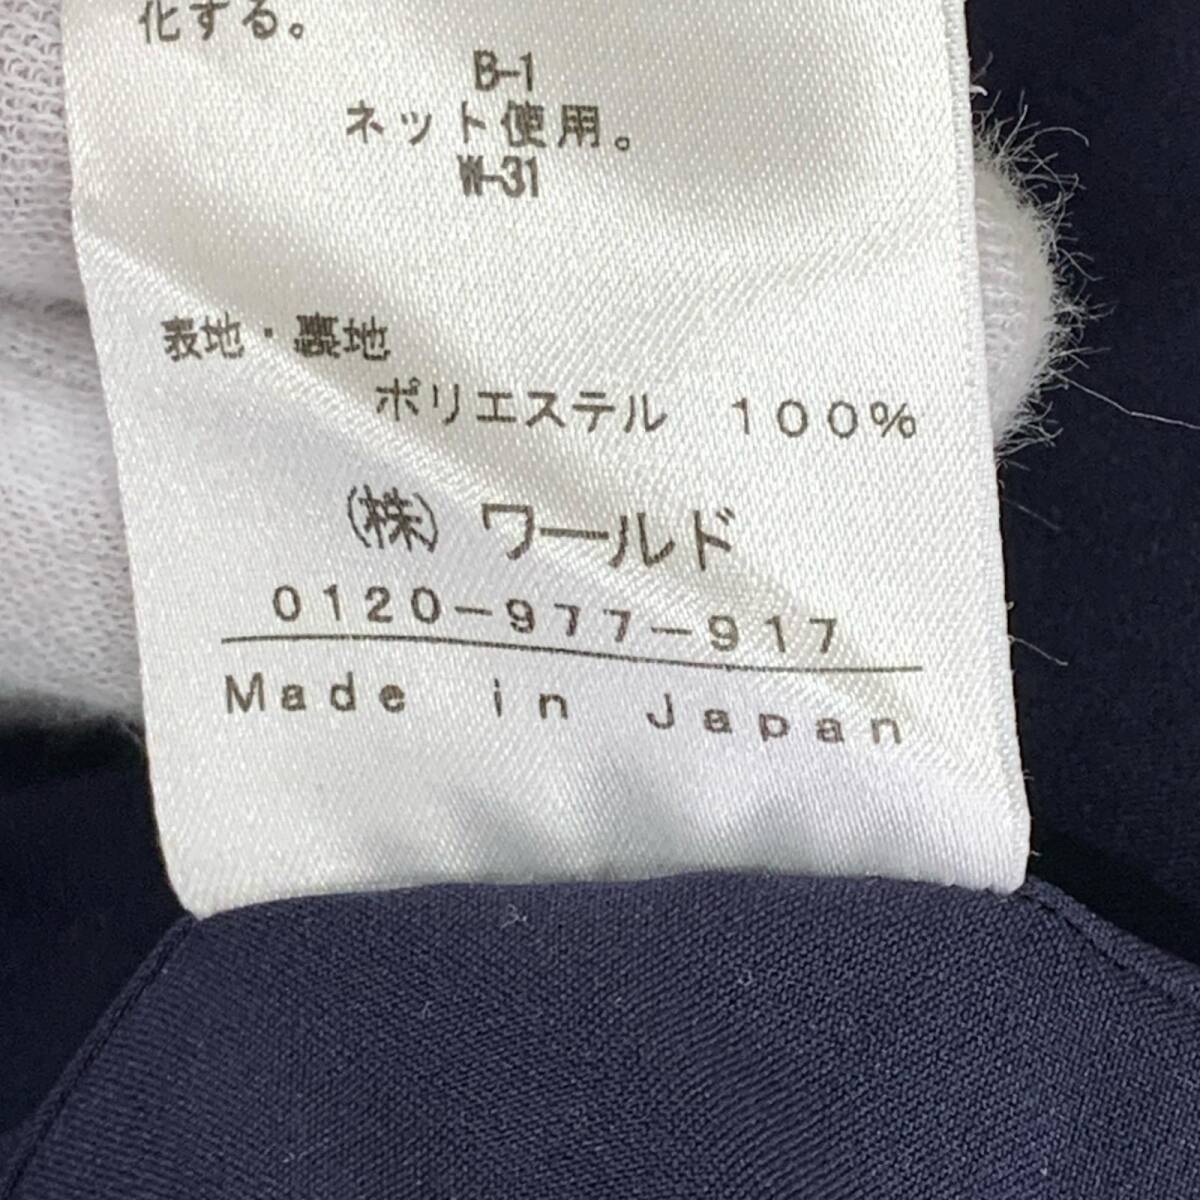 化する。
B-1
ネット使用。
W-31
表地・裏地
ポリエステル 100%
(株) ワールド
0120-977-917
Made in Japan